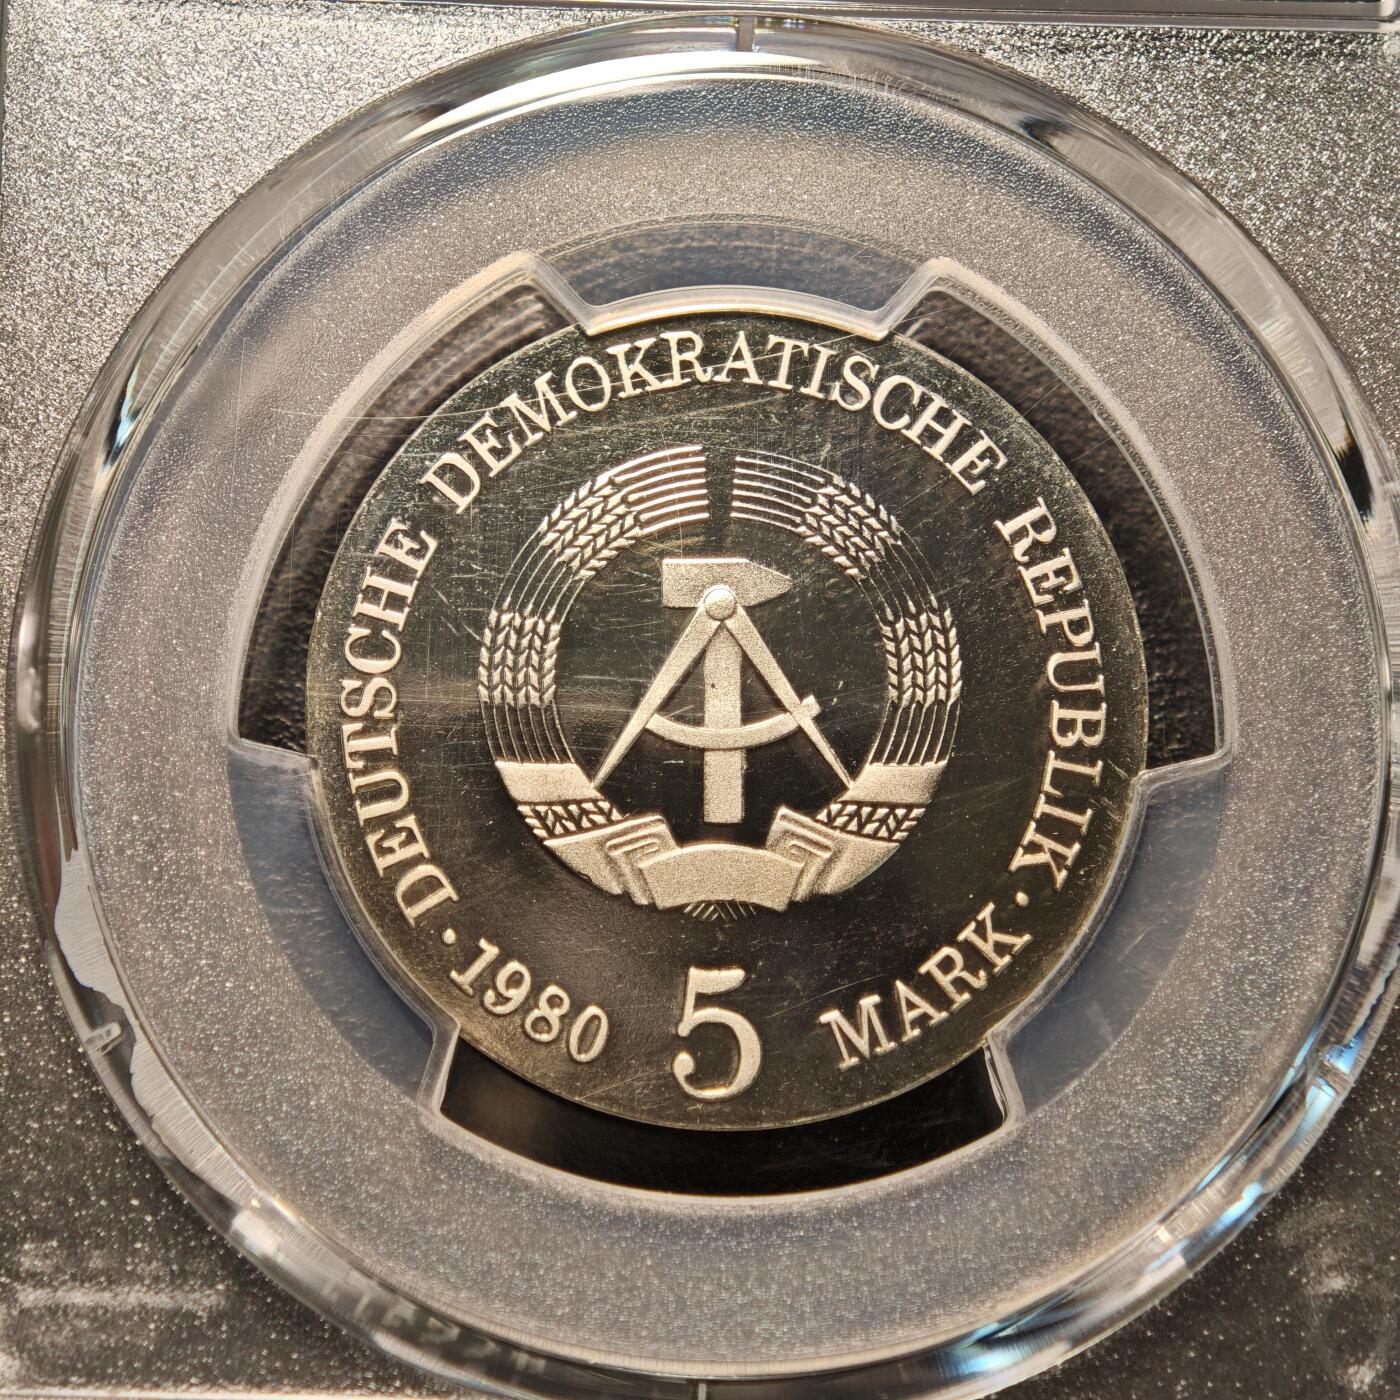 DEUTSCHE DEMOKRATISCHE REPUBLIK
· 1980 5 MARK ·